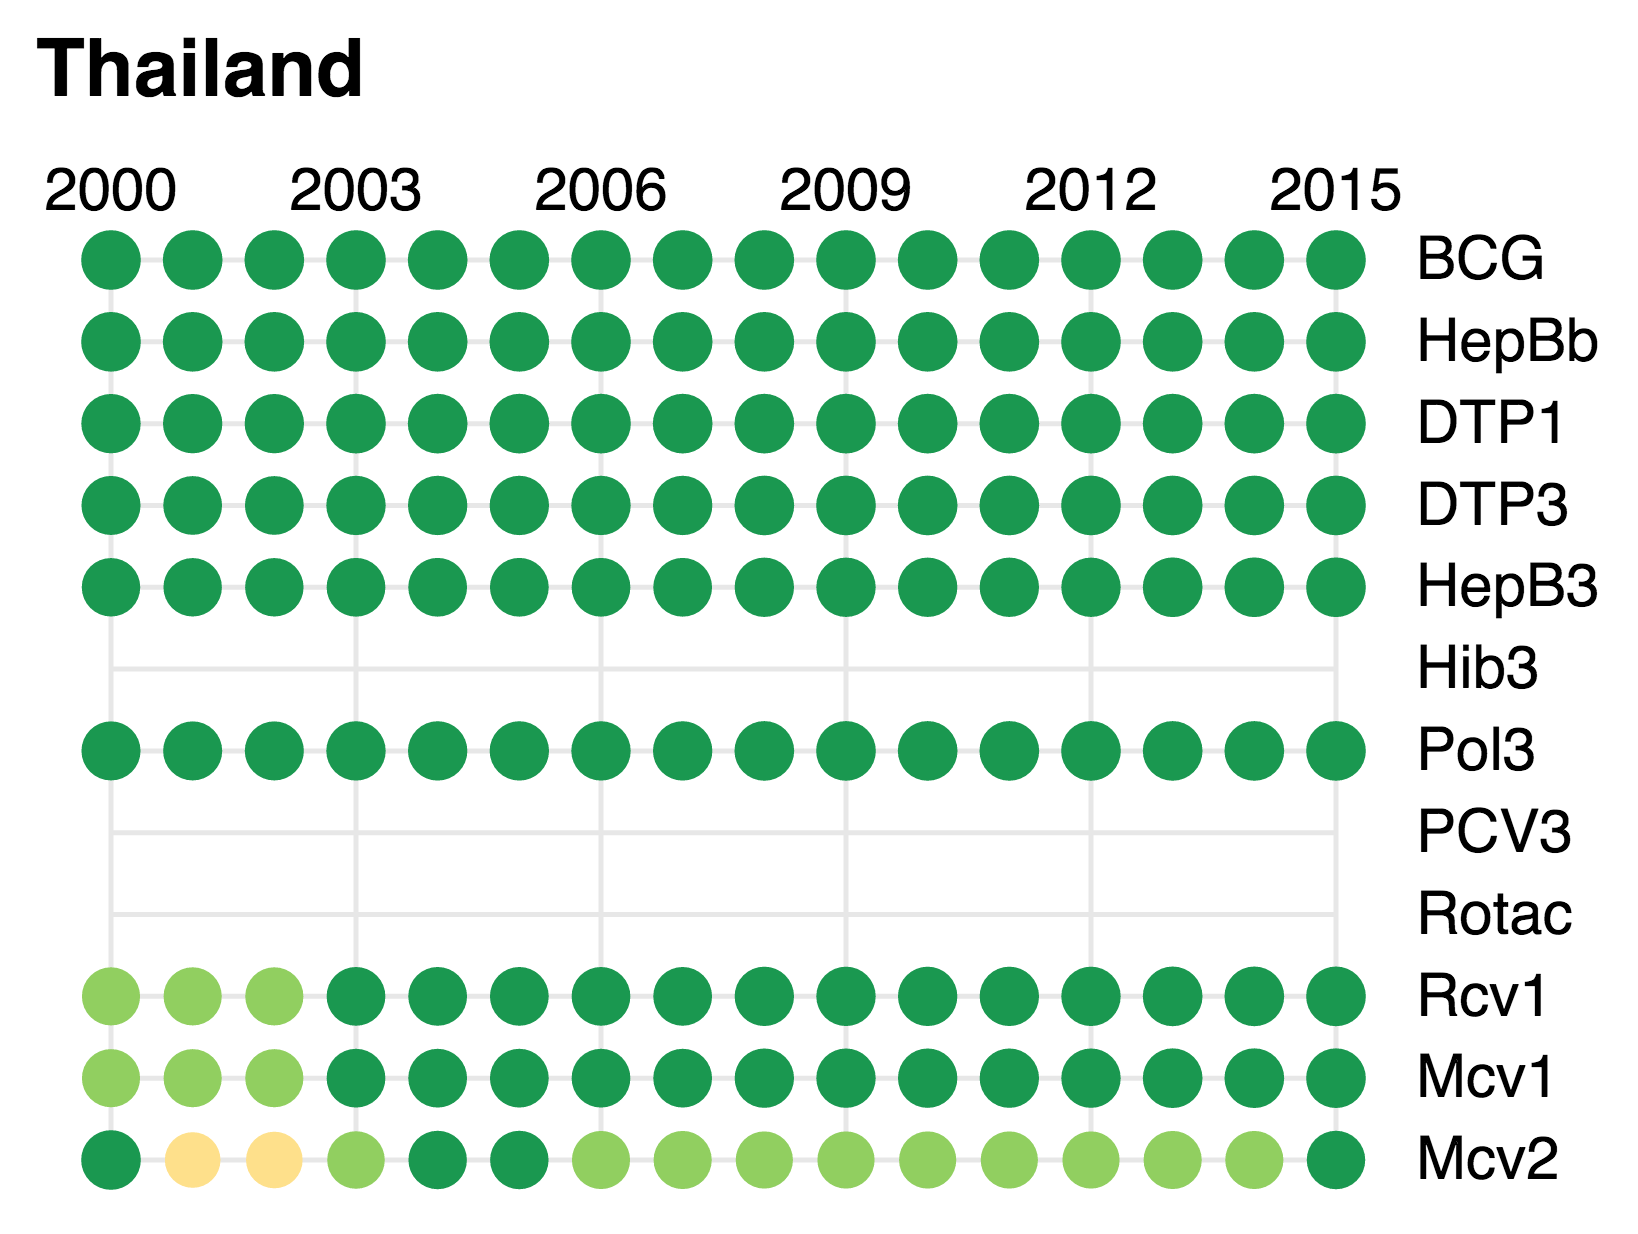 Thailand
2000 2003 2006 2009 2012 2015
BCG
HepBb
DTP1
DTP3
HepB3
Hib3
Pol3
PCV3
Rotac
Rcv1
Mcv1
Mcv2